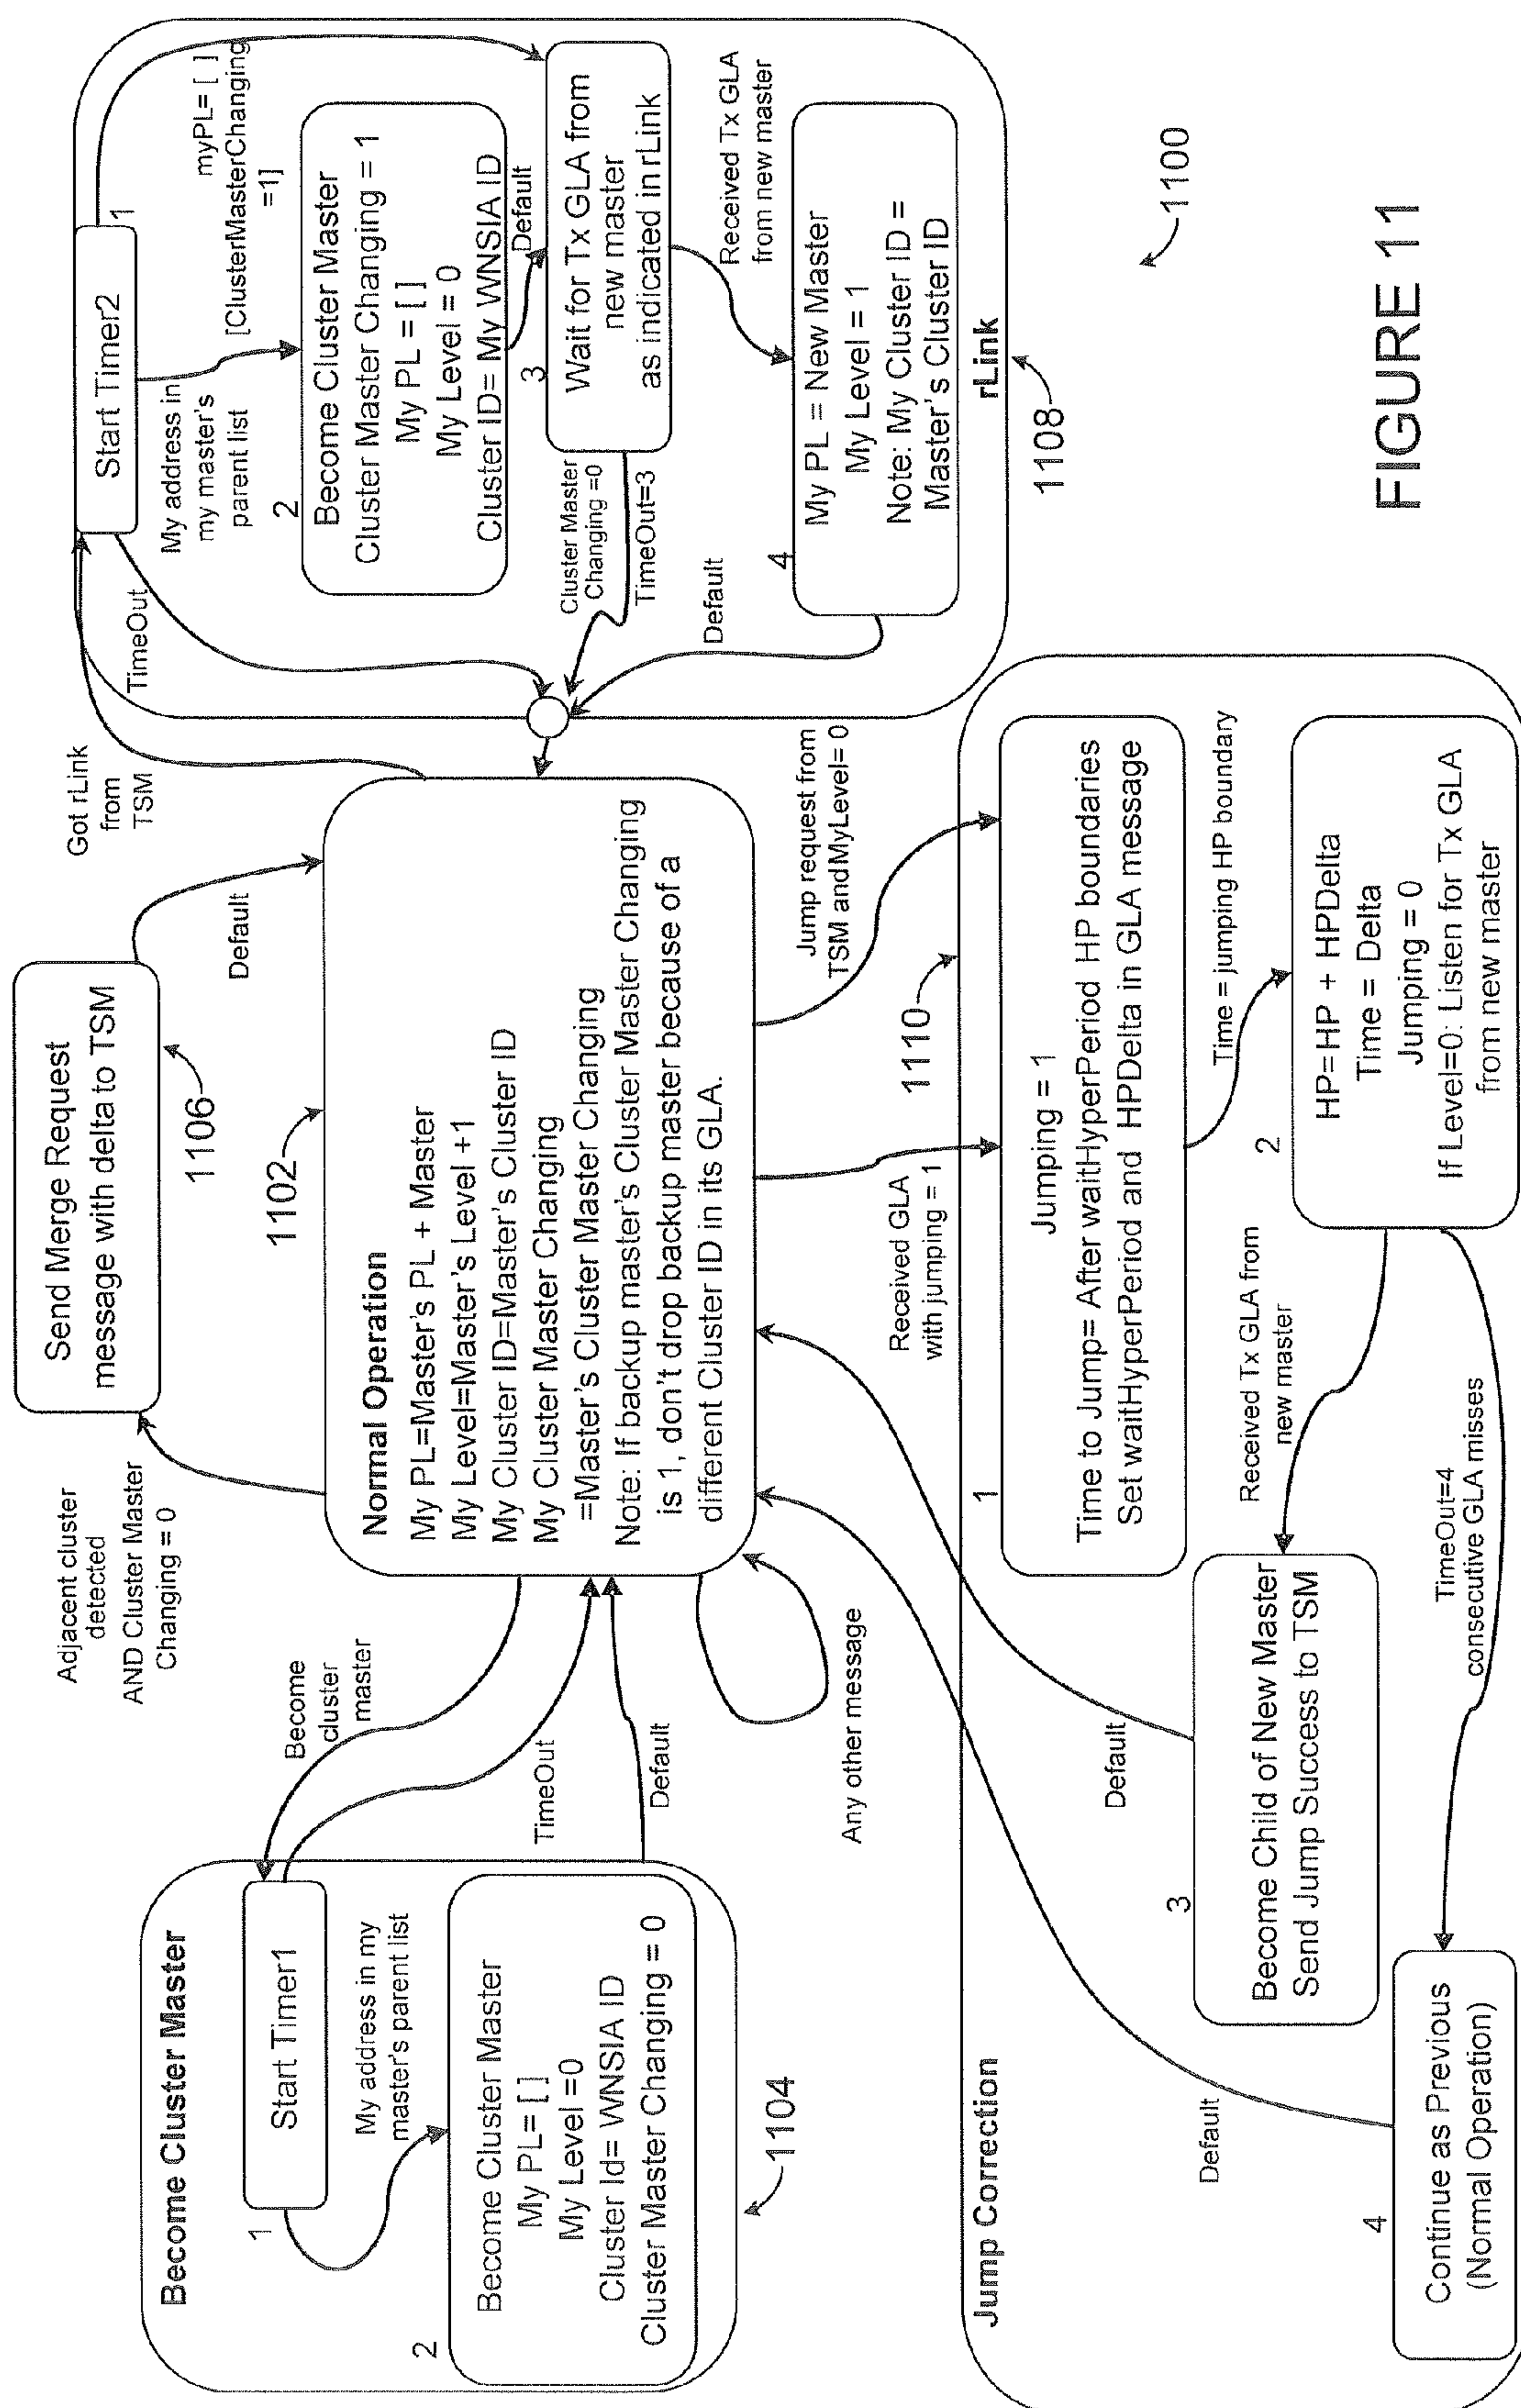 Become Cluster Master
1
Start Timer1
My address in my
master's parent list
2
Become Cluster Master
My PL= [ ]
My Level =0
Cluster Id= WNSIA ID
Cluster Master Changing = 0
1104
Become
cluster
master
TimeOut
Default
Any other message
Adjacent cluster
detected
AND Cluster Master
Changing = 0
Send Merge Request
message with delta to TSM
1106
Default
1102
Normal Operation
My PL=Master's PL + Master
My Level=Master's Level +1
My Cluster ID=Master's Cluster ID
My Cluster Master Changing
=Master's Cluster Master Changing
Note: If backup master's Cluster Master Changing
is 1, don't drop backup master because of a
different Cluster ID in its GLA.
Got rLink
from
TSM
TimeOut
Start Timer2
1
My address in
my master's
parent list
myPL= [ ]
[ClusterMasterChanging
=1]
2
Become Cluster Master
Cluster Master Changing = 1
My PL = [ ]
My Level = 0
Cluster ID= My WNSIA ID
Default
3
Wait for Tx GLA from
new master
as indicated in rLink
Cluster Master
Changing =0
TimeOut=3
Received Tx GLA
from new master
4
My PL = New Master
My Level = 1
Note: My Cluster ID =
Master's Cluster ID
Default
rLink
1108
Jump request from
TSM andMyLevel= 0
Received GLA
with jumping = 1
1110
Jump Correction
1
Jumping = 1
Time to Jump= After waitHyperPeriod HP boundaries
Set waitHyperPeriod and HPDelta in GLA message
Time = jumping HP boundary
2
HP=HP + HPDelta
Time = Delta
Jumping = 0
If Level=0: Listen for Tx GLA
from new master
Received Tx GLA from
new master
3
Become Child of New Master
Send Jump Success to TSM
Default
TimeOut=4
consecutive GLA misses
4
Continue as Previous
(Normal Operation)
Default
1100
FIGURE 11